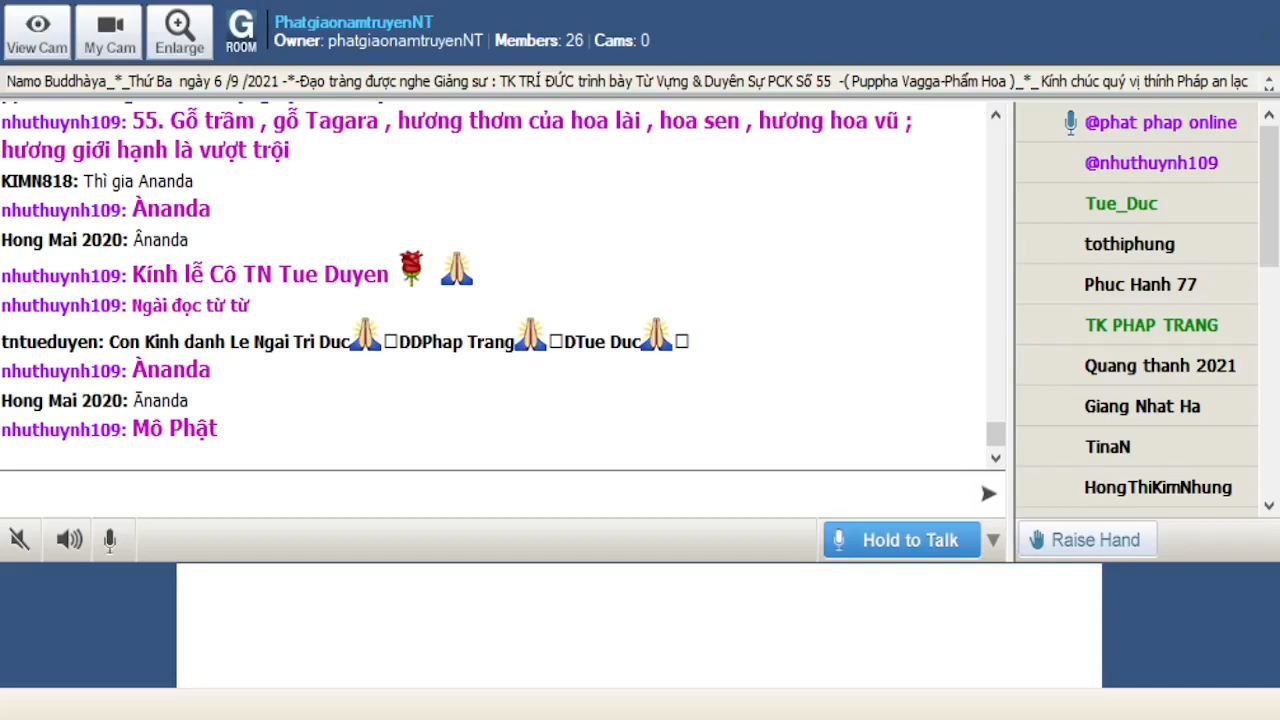 View Cam
My Cam
Enlarge
G
ROOM
PhatgiaonamtruyenNT
Owner: phatgiaonamtruyenNT | Members: 26 | Cams: 0
Namo Buddhàya_*_Thứ Ba ngày 6 /9 /2021 -*-Đạo tràng được nghe Giảng sư : TK TRÍ ĐỨC trình bày Từ Vựng & Duyên Sự PCK Số 55 -( Puppha Vagga-Phẩm Hoa )_*_ Kính chúc quý vị thính Pháp an lạc
nhuthuynh109: 55. Gỗ trầm , gỗ Tagara , hương thơm của hoa lài , hoa sen , hương hoa vũ ;
hương giới hạnh là vượt trội
KIMN818: Thì gia Ananda
nhuthuynh109: Ànanda
Hong Mai 2020: Ânanda
nhuthuynh109: Kính lễ Cô TN Tue Duyen
nhuthuynh109: Ngài đọc từ từ
tntueduyen: Con Kinh danh Le Ngai Tri Duc🙏DDPhap Trang🙏DTue Duc🙏
nhuthuynh109: Ànanda
Hong Mai 2020: Ānanda
nhuthuynh109: Mô Phật
@phat phap online
@nhuthuynh109
Tue_Duc
tothiphung
Phuc Hanh 77
TK PHAP TRANG
Quang thanh 2021
Giang Nhat Ha
TinaN
HongThiKimNhung
Hold to Talk
Raise Hand